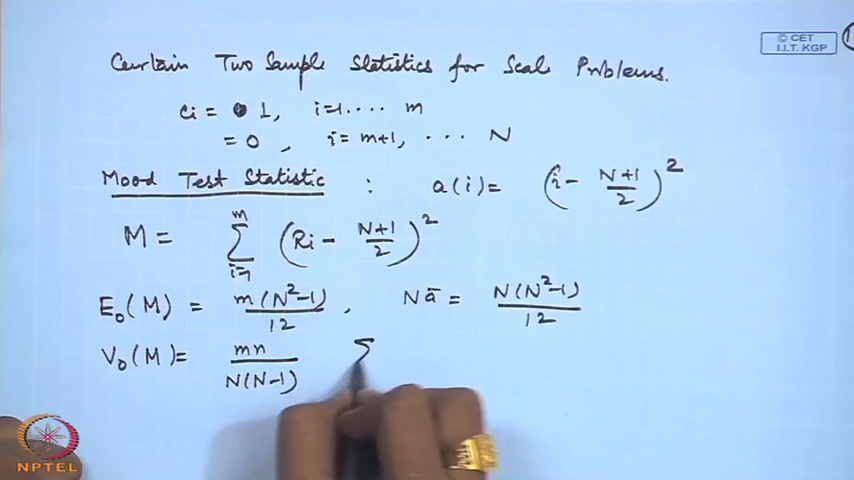 © CET
I.I.T. KGP
Certain Two Sample Statistics for Scale Problems.
ci = 1, i=1.... m
= 0, i = m+1, ... N
Mood Test Statistic : a(i) = (i - (N+1)/2)^2
M = Σ_{i=1}^{m} (Ri - (N+1)/2)^2
E₀(M) = m(N²-1)/12, N ā = N(N²-1)/12
V₀(M) = mn/N(N-1) Σ
NPTEL